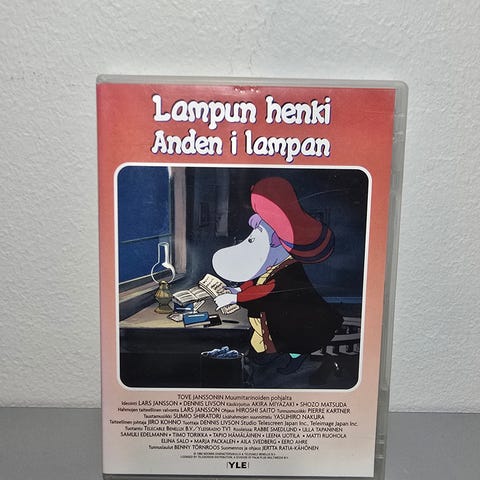 Lampun henki
Anden i lampan
TOVE JANSSONIN Muumitarinoiden pohjalta
Ideointi LARS JANSSON • DENNIS LIVSON Käsikirjoitus AKIRA MIYAZAKI • SHOZO MATSUDA
Hahmojen taiteellinen valvonta LARS JANSSON Ohjaus HIROSHI SAITO Tunnusmusiikki PIERRE KARTNER
Taustamusiikki SUMIO SHIRATORI Lisähahmojen suunnittelu YASUHIRO NAKURA
Taiteellinen johtaja JIRO KOHNO Tuottaja DENNIS LIVSON Studio Telescreen Japan Inc., Teleimage Japan Inc.
Tuotanto TELECABLE BENELUX B.V./YLEISRADIO TV1 Rooleissa RABBE SMEDLUND • ULLA TAPANINEN
SAMULI EDELMANN • TIMO TORIKKA • TAPIO HÄMÄLÄINEN • LEENA UOTILA • MATTI RUOHOLA
ELINA SALO • MARJA PACKALEN • AILA SVEDBERG • EERO AHRE
Tunnuslaulut BENNY TÖRNROOS Suomennos ja ohjaus JERTTA RATIA-KÄHÖNEN
YLE